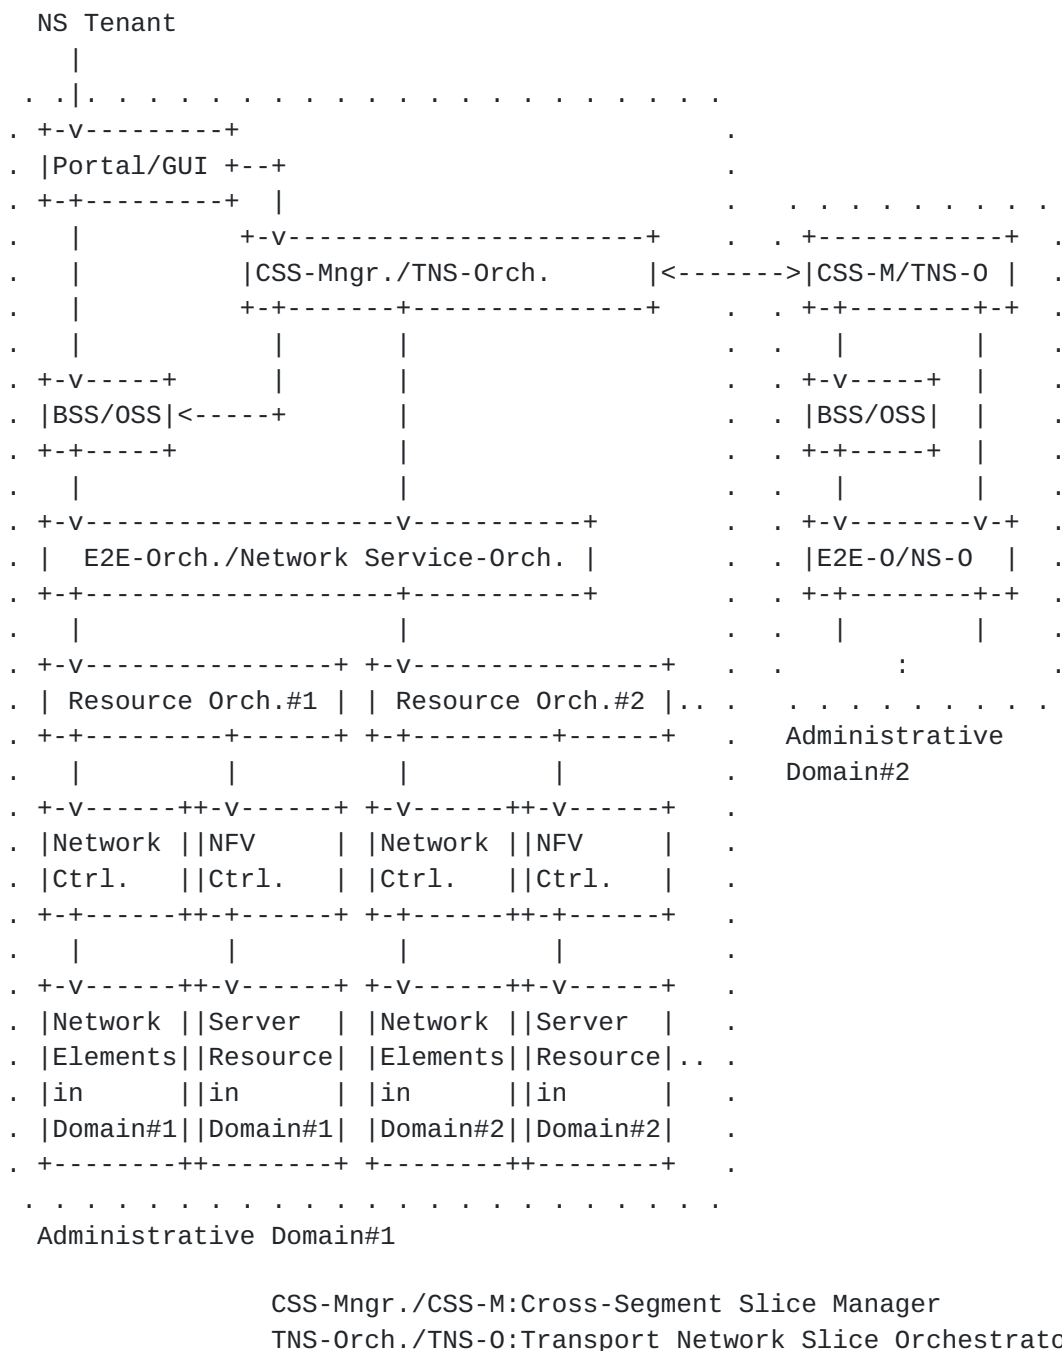 NS Tenant
     |
  . .|. . . . . . . . . . . . . . . . . . . . .
. +-v---------+                               .
. |Portal/GUI +--+                            .
. +-+---------+  |                            .   . . . . . . . . .
.   |          +-v-----------------------+    .  . +------------+  .
.   |          |CSS-Mngr./TNS-Orch.      |<------->|CSS-M/TNS-O |  .
.   |          +-+-------+---------------+    .  . +-+--------+-+  .
.   |            |       |                    .  .   |        |    .
. +-v-----+      |       |                    .  . +-v-----+  |    .
. |BSS/OSS|<-----+       |                    .  . |BSS/OSS|  |    .
. +-+-----+              |                    .  . +-+-----+  |    .
.   |                    |                    .  .   |        |    .
. +-v--------------------v-----------+        .  . +-v--------v-+  .
. |  E2E-Orch./Network Service-Orch. |        .  . |E2E-O/NS-O  |  .
. +-+--------------------+-----------+        .  . +-+--------+-+  .
.   |                    |                    .  .   |        |    .
. +-v----------------+ +-v----------------+   .  .       :         .
. | Resource Orch.#1 | | Resource Orch.#2 |.. .   . . . . . . . . .
. +-+---------+------+ +-+---------+------+   .   Administrative
.   |         |          |         |          .   Domain#2
. +-v------++-v------+ +-v------++-v------+   .
. |Network ||NFV     | |Network ||NFV     |   .
. |Ctrl.   ||Ctrl.   | |Ctrl.   ||Ctrl.   |   .
. +-+------++-+------+ +-+------++-+------+   .
.   |         |          |         |          .
. +-v------++-v------+ +-v------++-v------+   .
. |Network ||Server  | |Network ||Server  |   .
. |Elements||Resource| |Elements||Resource|.. .
. |in      ||in      | |in      ||in      |   .
. |Domain#1||Domain#1| |Domain#2||Domain#2|   .
. +--------++--------+ +--------++--------+   .
 . . . . . . . . . . . . . . . . . . . . . . .
Administrative Domain#1
CSS-Mngr./CSS-M:Cross-Segment Slice Manager
TNS-Orch./TNS-O:Transport Network Slice Orchestrato